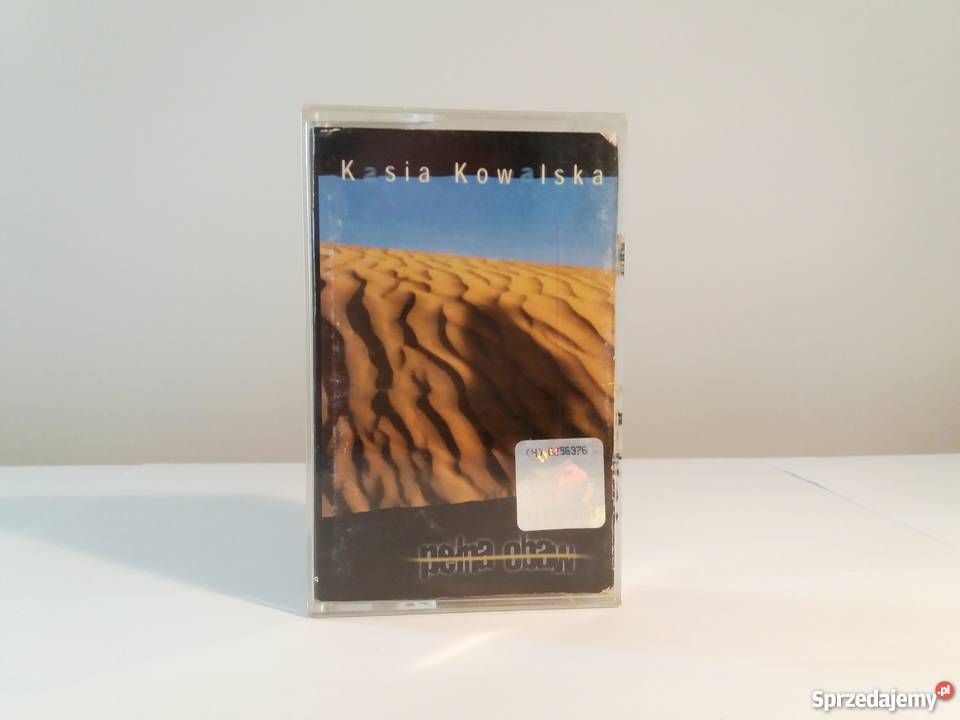 Kasia Kowalska
pełna obaw
Sprzedajemy.pl